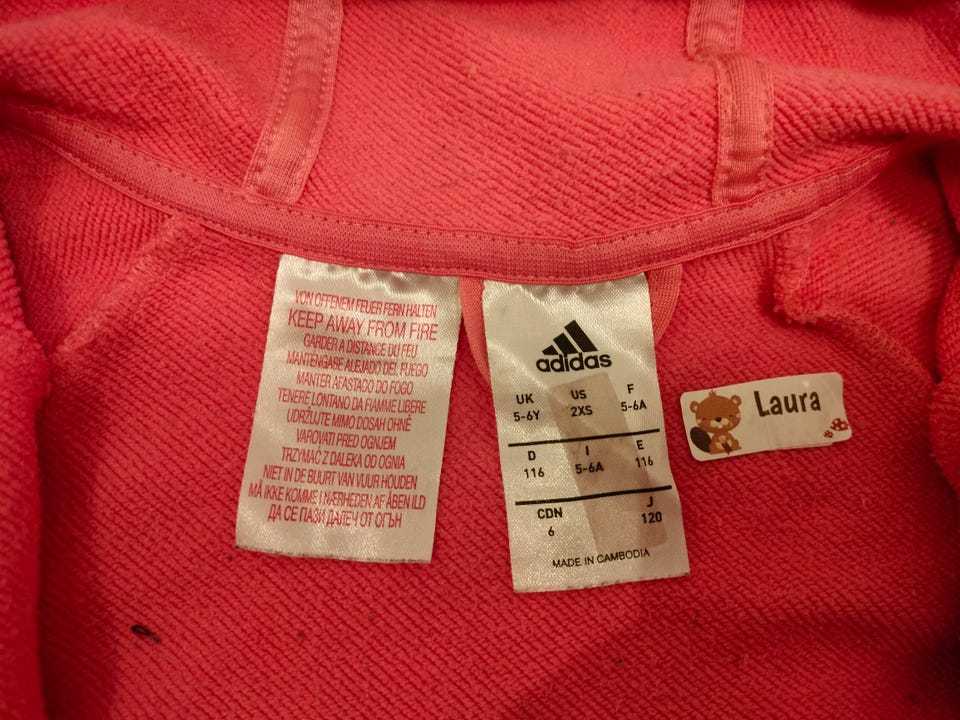 VON OFFENEM FEUER FERN HALTEN
KEEP AWAY FROM FIRE
GARDER A DISTANCE DU FEU
MANTENGASE ALEJADO DEL FUEGO
MANTER AFASTACO DO FOGO
TENERE LONTANO DA FIAMME LIBERE
UDRŽUJTE MIMO DOSAH OHNĚ
VAROVATI PRED OGNJEM
TRZYMAĆ Z DALEKA OD OGNIA
NIET IN DE BUURT VAN VUUR HOUDEN
MÅ IKKE KOMME I NÆRHEDEN AF ÅBEN ILD
ДА СЕ ПАЗИ ДАЛЕЧ ОТ ОГЪН
adidas
UK US F
5-6Y 2XS 5-6A
D I E
116 5-6A 116
CDN J
6 120
MADE IN CAMBODIA
Laura